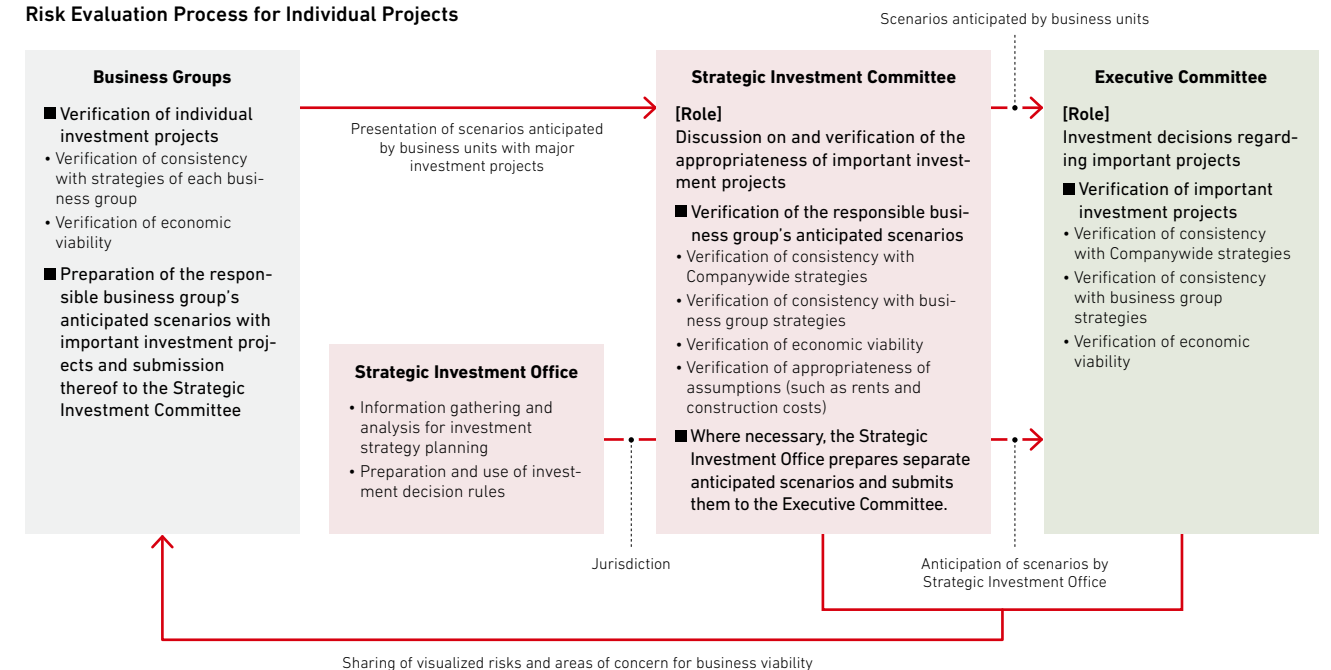 Risk Evaluation Process for Individual Projects
Scenarios anticipated by business units
Business Groups
■ Verification of individual
investment projects
• Verification of consistency
with strategies of each busi-
ness group
• Verification of economic
viability
■ Preparation of the respon-
sible business group's
anticipated scenarios with
important investment proj-
ects and submission
thereof to the Strategic
Investment Committee
Presentation of scenarios anticipated
by business units with major
investment projects
Strategic Investment Office
• Information gathering and
analysis for investment
strategy planning
• Preparation and use of invest-
ment decision rules
Jurisdiction
Strategic Investment Committee
[Role]
Discussion on and verification of the
appropriateness of important invest-
ment projects
■ Verification of the responsible busi-
ness group's anticipated scenarios
• Verification of consistency with
Companywide strategies
• Verification of consistency with busi-
ness group strategies
• Verification of economic viability
• Verification of appropriateness of
assumptions (such as rents and
construction costs)
■ Where necessary, the Strategic
Investment Office prepares separate
anticipated scenarios and submits
them to the Executive Committee.
Executive Committee
[Role]
Investment decisions regard-
ing important projects
■ Verification of important
investment projects
• Verification of consistency
with Companywide strategies
• Verification of consistency
with business group
strategies
• Verification of economic
viability
Anticipation of scenarios by
Strategic Investment Office
Sharing of visualized risks and areas of concern for business viability